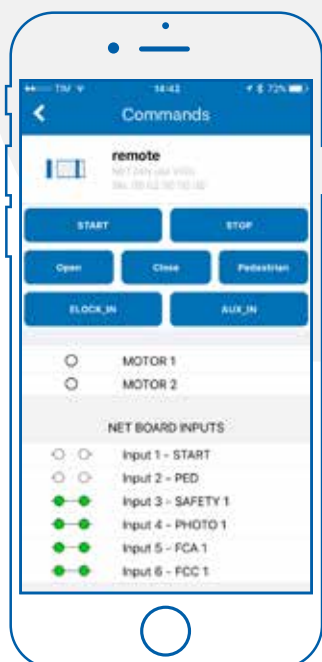 TIM 14:42 72%
Commands
remote
START STOP
Open Close Pedestrian
ELOCK_IN AUX_IN
MOTOR 1
MOTOR 2
NET BOARD INPUTS
Input 1 - START
Input 2 - PED
Input 3 - SAFETY 1
Input 4 - PHOTO 1
Input 5 - FCA 1
Input 6 - FCC 1